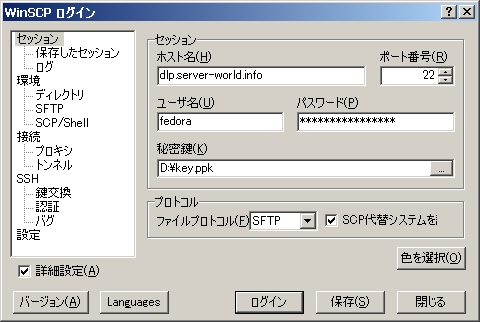 WinSCP ログイン
セッション
保存したセッション
ログ
環境
ディレクトリ
SFTP
SCP/Shell
接続
プロキシ
トンネル
SSH
鍵交換
認証
バグ
設定
詳細設定(A)
セッション
ホスト名(H) ポート番号(R)
dlp.server-world.info 22
ユーザ名(U) パスワード(P)
fedora ****************
秘密鍵(K)
D:¥key.ppk ...
プロトコル
ファイルプロトコル(F) SFTP SCP代替システムを
色を選択(O)
バージョン(A) Languages ログイン 保存(S) 閉じる